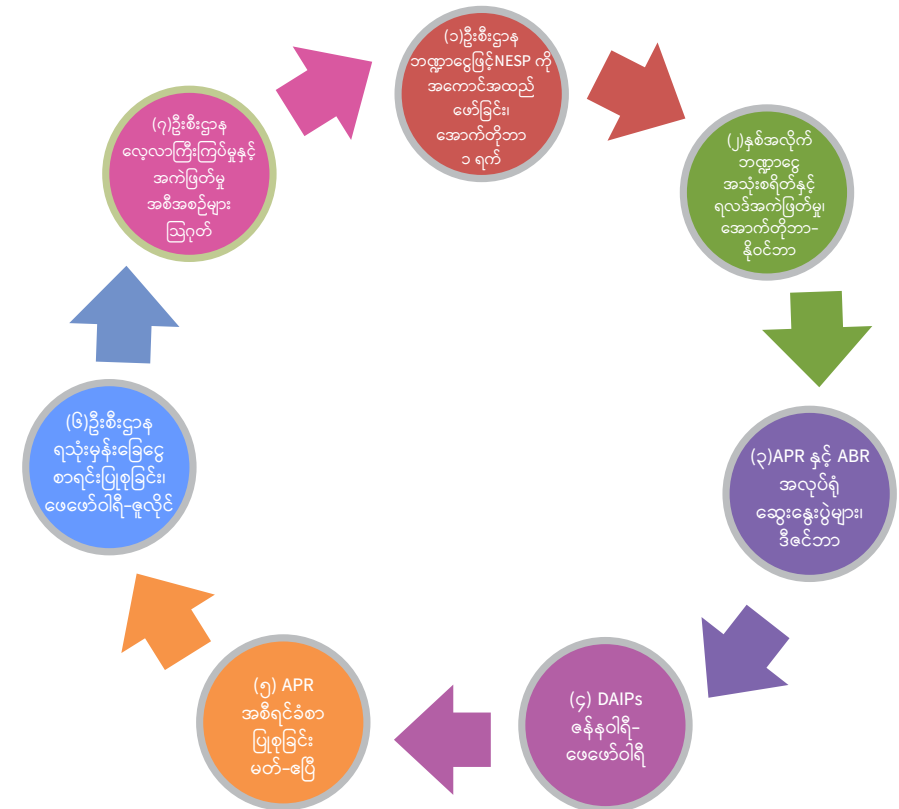 (၁)ဦးစီးဌာန
ဘဏ္ဍာငွေဖြင့်NESP ကို
အကောင်အထည်
ဖော်ခြင်း၊
အောက်တိုဘာ
၁ ရက်
(၂)နှစ်အလိုက်
ဘဏ္ဍာငွေ
အသုံးစရိတ်နှင့်
ရလဒ်အကဲဖြတ်မှု၊
အောက်တိုဘာ-
နိုဝင်ဘာ
(၃)APR နှင့် ABR
အလုပ်ရုံ
ဆွေးနွေးပွဲများ၊
ဒီဇင်ဘာ
(၄) DAIPs
ဇန်နဝါရီ-
ဖေဖော်ဝါရီ
(၅) APR
အစီရင်ခံစာ
ပြုစုခြင်း
မတ်-ဧပြီ
(၆)ဦးစီးဌာန
ရသုံးမှန်းခြေငွေ
စာရင်းပြုစုခြင်း၊
ဖေဖော်ဝါရီ-ဇူလိုင်
(၇)ဦးစီးဌာန
လေ့လာကြီးကြပ်မှုနှင့်
အကဲဖြတ်မှု
အစီအစဉ်များ
ဩဂုတ်